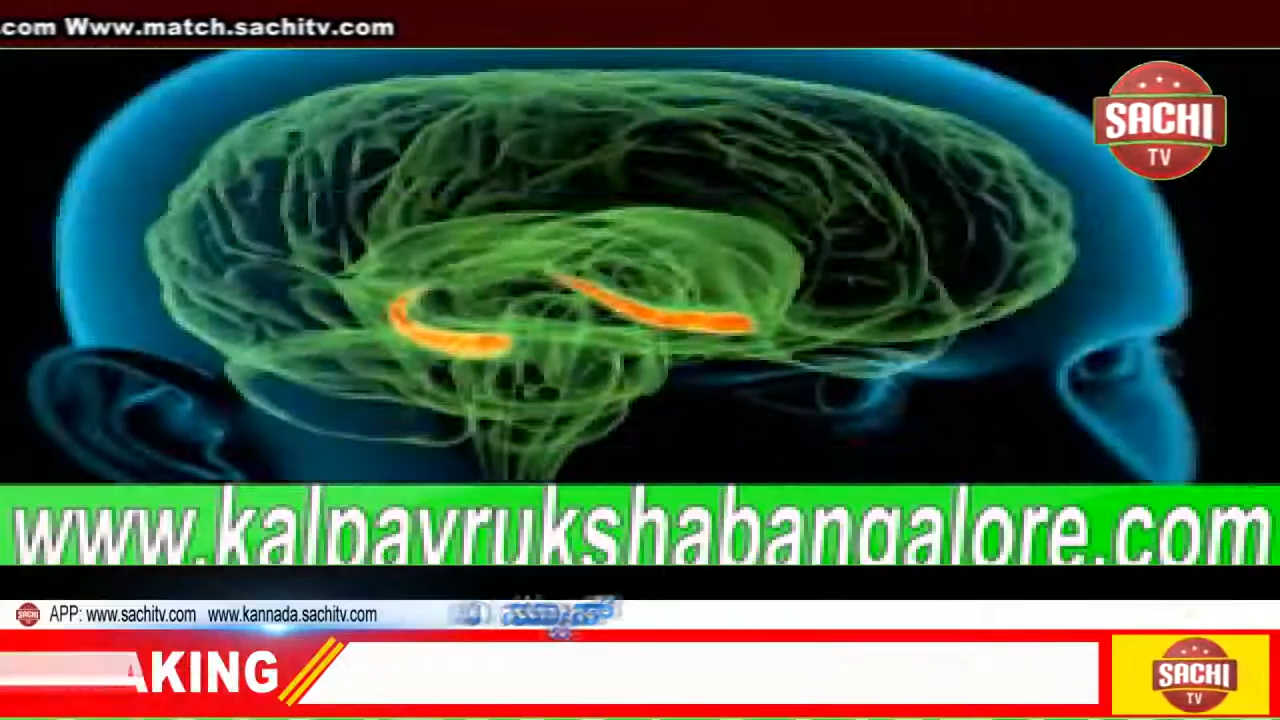 .com Www.match.sachitv.com
SACHI
TV
www.kalpavrukshabangalore.com
SACHI APP: www.sachitv.com www.kannada.sachitv.com
ನ್ಯೂಸ್
AKING
SACHI
TV